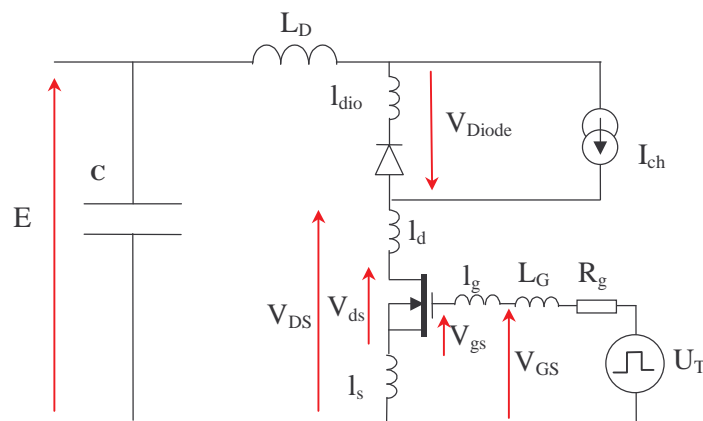 L_D
l_dio
V_Diode
I_ch
C
E
l_d
l_g
L_G
R_g
V_DS
V_ds
V_gs
V_GS
U_T
l_s